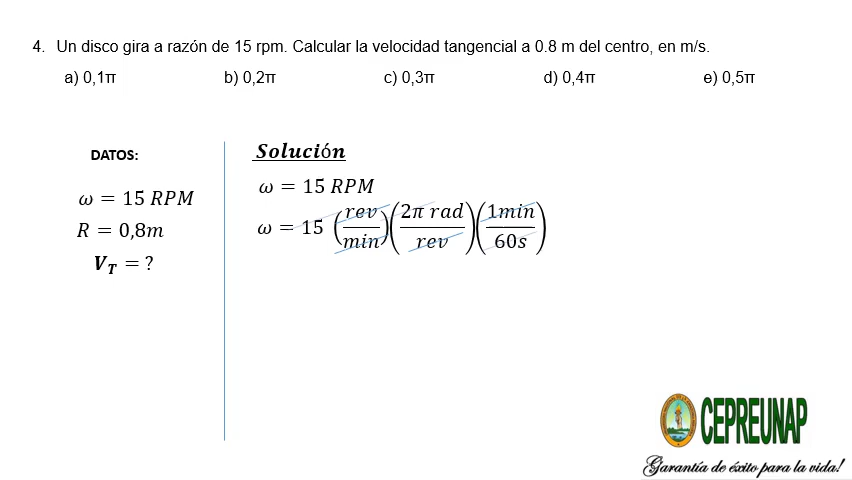 4. Un disco gira a razón de 15 rpm. Calcular la velocidad tangencial a 0.8 m del centro, en m/s.
a) 0,1π b) 0,2π c) 0,3π d) 0,4π e) 0,5π
DATOS:
ω = 15 RPM
R = 0,8m
V_T = ?
Solución
ω = 15 RPM
ω = 15 (rev/min)(2π rad/rev)(1min/60s)
CEPREUNAP
Garantía de éxito para la vida!